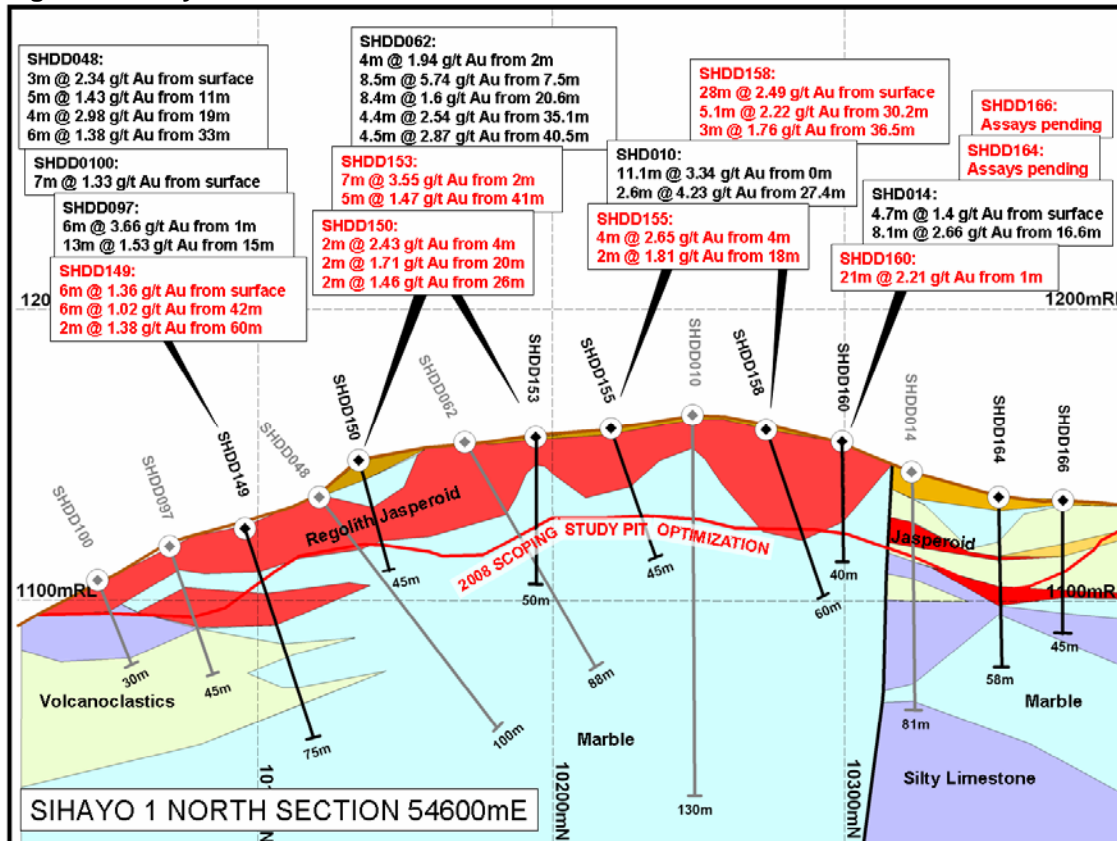 SHDD048:
3m @ 2.34 g/t Au from surface
5m @ 1.43 g/t Au from 11m
4m @ 2.98 g/t Au from 19m
6m @ 1.38 g/t Au from 33m
SHDD0100:
7m @ 1.33 g/t Au from surface
SHDD097:
6m @ 3.66 g/t Au from 1m
13m @ 1.53 g/t Au from 15m
SHDD149:
6m @ 1.36 g/t Au from surface
6m @ 1.02 g/t Au from 42m
2m @ 1.38 g/t Au from 60m
SHDD062:
4m @ 1.94 g/t Au from 2m
8.5m @ 5.74 g/t Au from 7.5m
8.4m @ 1.6 g/t Au from 20.6m
4.4m @ 2.54 g/t Au from 35.1m
4.5m @ 2.87 g/t Au from 40.5m
SHDD153:
7m @ 3.55 g/t Au from 2m
5m @ 1.47 g/t Au from 41m
SHDD150:
2m @ 2.43 g/t Au from 4m
2m @ 1.71 g/t Au from 20m
2m @ 1.46 g/t Au from 26m
SHDD158:
28m @ 2.49 g/t Au from surface
5.1m @ 2.22 g/t Au from 30.2m
3m @ 1.76 g/t Au from 36.5m
SHD010:
11.1m @ 3.34 g/t Au from 0m
2.6m @ 4.23 g/t Au from 27.4m
SHDD155:
4m @ 2.65 g/t Au from 4m
2m @ 1.81 g/t Au from 18m
SHDD166:
Assays pending
SHDD164:
Assays pending
SHD014:
4.7m @ 1.4 g/t Au from surface
8.1m @ 2.66 g/t Au from 16.6m
SHDD160:
21m @ 2.21 g/t Au from 1m
1200mRL
SHDD100
SHDD097
SHDD149
SHDD048
SHDD150
SHDD062
SHDD153
SHDD155
SHDD010
SHDD158
SHDD160
SHDD014
SHDD164
SHDD166
Regolith Jasperoid
2008 SCOPING STUDY PIT OPTIMIZATION
Jasperoid
1100mRL
30m
45m
75m
100m
45m
88m
50m
45m
130m
60m
40m
81m
58m
45m
Volcanoclastics
Marble
Marble
Silty Limestone
10200mN
10300mN
SIHAYO 1 NORTH SECTION 54600mE